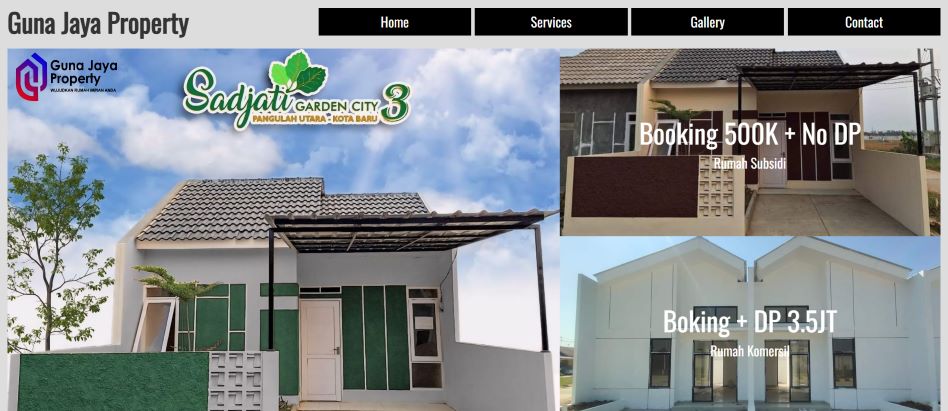 Guna Jaya Property
Home
Services
Gallery
Contact
Guna Jaya
Property
WUJUDKAN RUMAH IMPIAN ANDA
Sadjati
GARDEN CITY 3
PANGULAH UTARA - KOTA BARU
Booking 500K + No DP
Rumah Subsidi
Boking + DP 3.5JT
Rumah Komersil